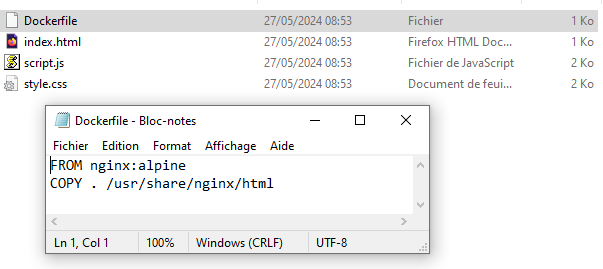 Dockerfile 27/05/2024 08:53 Fichier 1 Ko
index.html 27/05/2024 08:53 Firefox HTML Doc... 1 Ko
script.js 27/05/2024 08:53 Fichier de JavaScript 2 Ko
style.css 27/05/2024 08:53 Document de feui... 2 Ko
Dockerfile - Bloc-notes
Fichier Edition Format Affichage Aide
FROM nginx:alpine
COPY . /usr/share/nginx/html
Ln 1, Col 1 100% Windows (CRLF) UTF-8